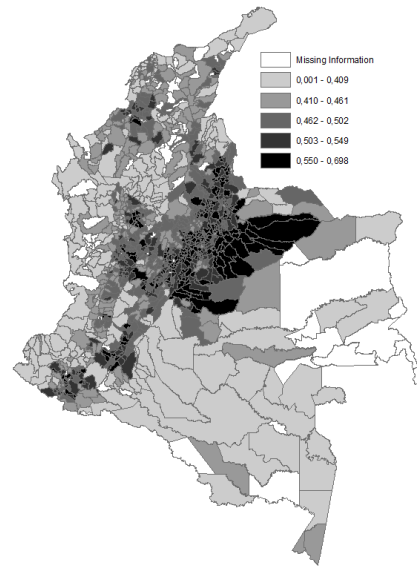 Missing Information
0,001 - 0,409
0,410 - 0,461
0,462 - 0,502
0,503 - 0,549
0,550 - 0,698